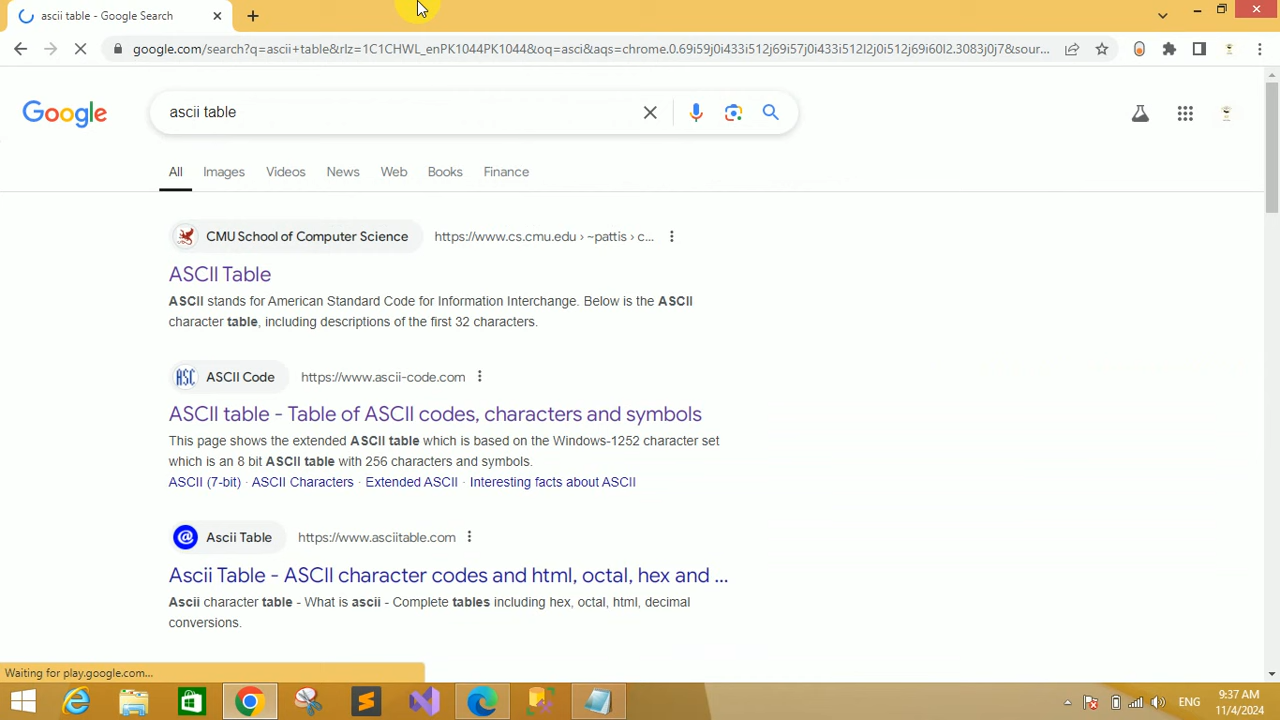 ascii table - Google Search
google.com/search?q=ascii+table&rlz=1C1CHWL_enPK1044PK1044&oq=asci&aqs=chrome.0.69i59j0i433i512j69i57j0i433i512l2j0i512j69i60l2.3083j0j7&sour...
Google
ascii table
All Images Videos News Web Books Finance
CMU School of Computer Science https://www.cs.cmu.edu › ~pattis › c...
ASCII Table
ASCII stands for American Standard Code for Information Interchange. Below is the ASCII
character table, including descriptions of the first 32 characters.
ASC ASCII Code https://www.ascii-code.com
ASCII table - Table of ASCII codes, characters and symbols
This page shows the extended ASCII table which is based on the Windows-1252 character set
which is an 8 bit ASCII table with 256 characters and symbols.
ASCII (7-bit) · ASCII Characters · Extended ASCII · Interesting facts about ASCII
@ Ascii Table https://www.asciitable.com
Ascii Table - ASCII character codes and html, octal, hex and ...
Ascii character table - What is ascii - Complete tables including hex, octal, html, decimal
conversions.
Waiting for play.google.com...
ENG
9:37 AM
11/4/2024